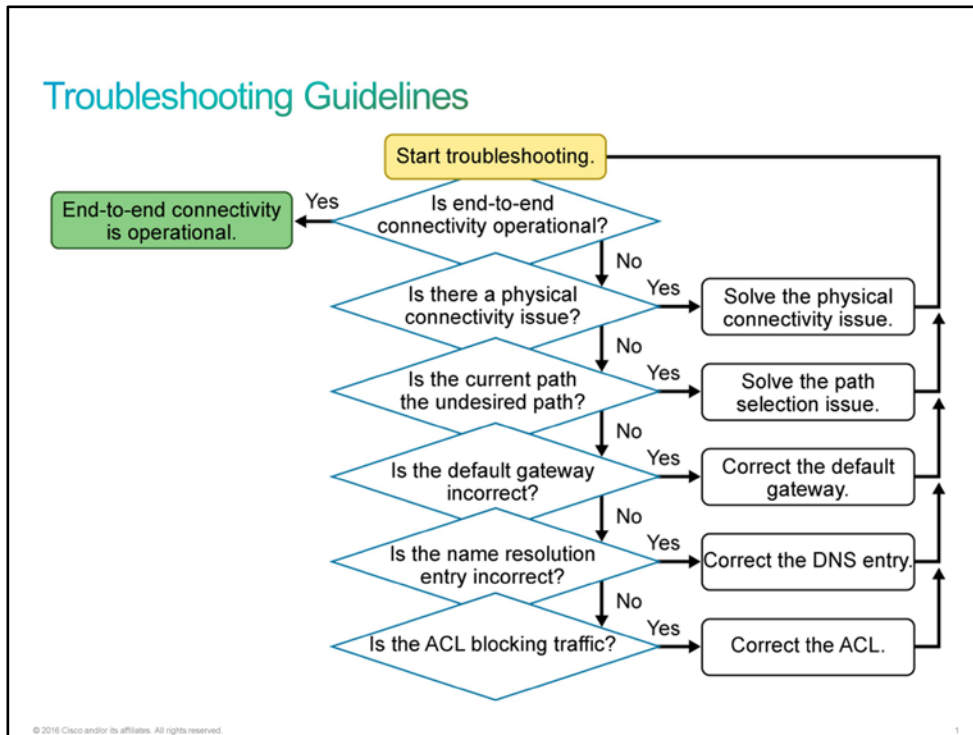 Troubleshooting Guidelines
Start troubleshooting.
Yes
End-to-end connectivity
is operational.
Is end-to-end
connectivity operational?
No
Is there a physical
connectivity issue?
Yes
Solve the physical
connectivity issue.
No
Is the current path
the undesired path?
Yes
Solve the path
selection issue.
No
Is the default gateway
incorrect?
Yes
Correct the default
gateway.
No
Is the name resolution
entry incorrect?
Yes
Correct the DNS entry.
No
Is the ACL blocking traffic?
Yes
Correct the ACL.
© 2016 Cisco and/or its affiliates. All rights reserved.
1